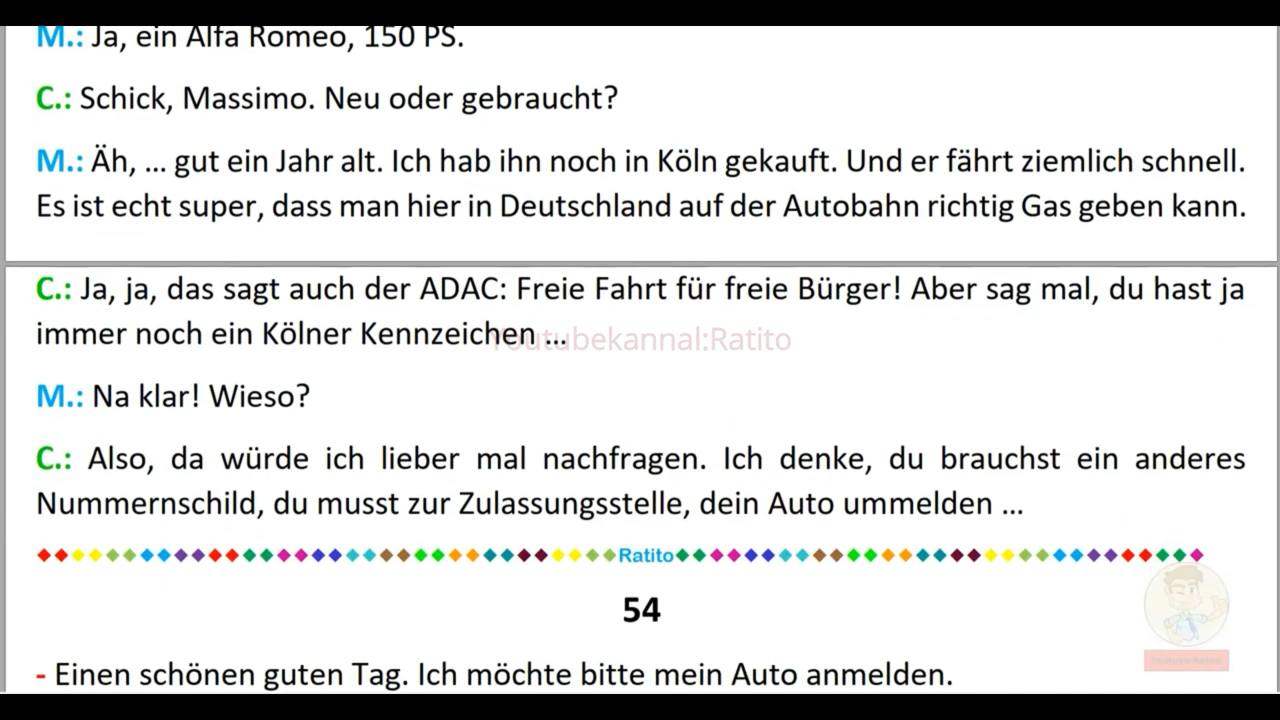 M.: Ja, ein Alfa Romeo, 150 PS.
C.: Schick, Massimo. Neu oder gebraucht?
M.: Äh, ... gut ein Jahr alt. Ich hab ihn noch in Köln gekauft. Und er fährt ziemlich schnell.
Es ist echt super, dass man hier in Deutschland auf der Autobahn richtig Gas geben kann.
C.: Ja, ja, das sagt auch der ADAC: Freie Fahrt für freie Bürger! Aber sag mal, du hast ja
immer noch ein Kölner Kennzeichen ...
Youtubekannal:Ratito
M.: Na klar! Wieso?
C.: Also, da würde ich lieber mal nachfragen. Ich denke, du brauchst ein anderes
Nummernschild, du musst zur Zulassungsstelle, dein Auto ummelden ...
Ratito
54
- Einen schönen guten Tag. Ich möchte bitte mein Auto anmelden.